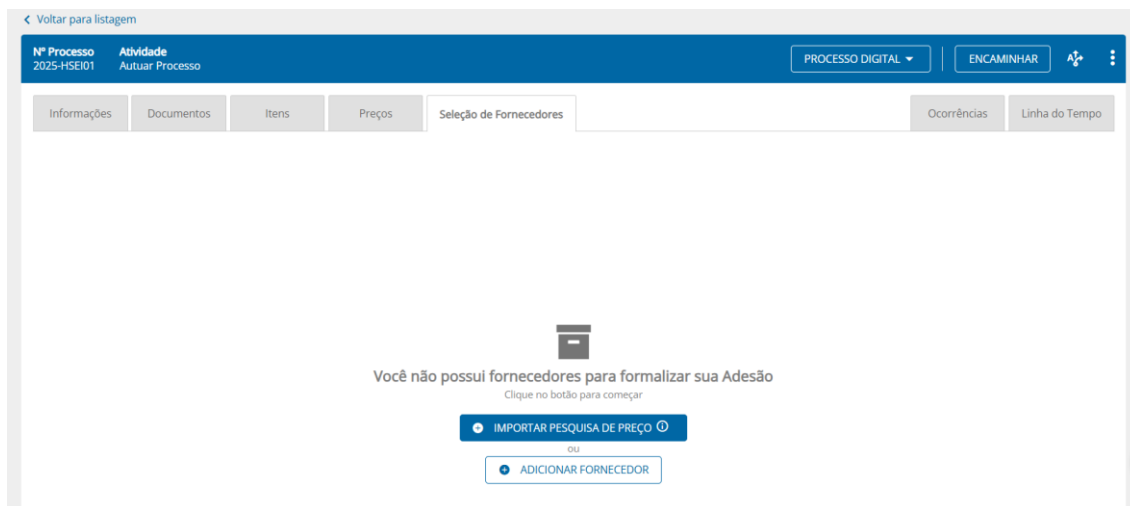 Voltar para listagem
Nº Processo Atividade
2025-HSEI01 Autuar Processo
PROCESSO DIGITAL
ENCAMINHAR
Informações Documentos Itens Preços Seleção de Fornecedores Ocorrências Linha do Tempo
Você não possui fornecedores para formalizar sua Adesão
Clique no botão para começar
IMPORTAR PESQUISA DE PREÇO
ou
ADICIONAR FORNECEDOR